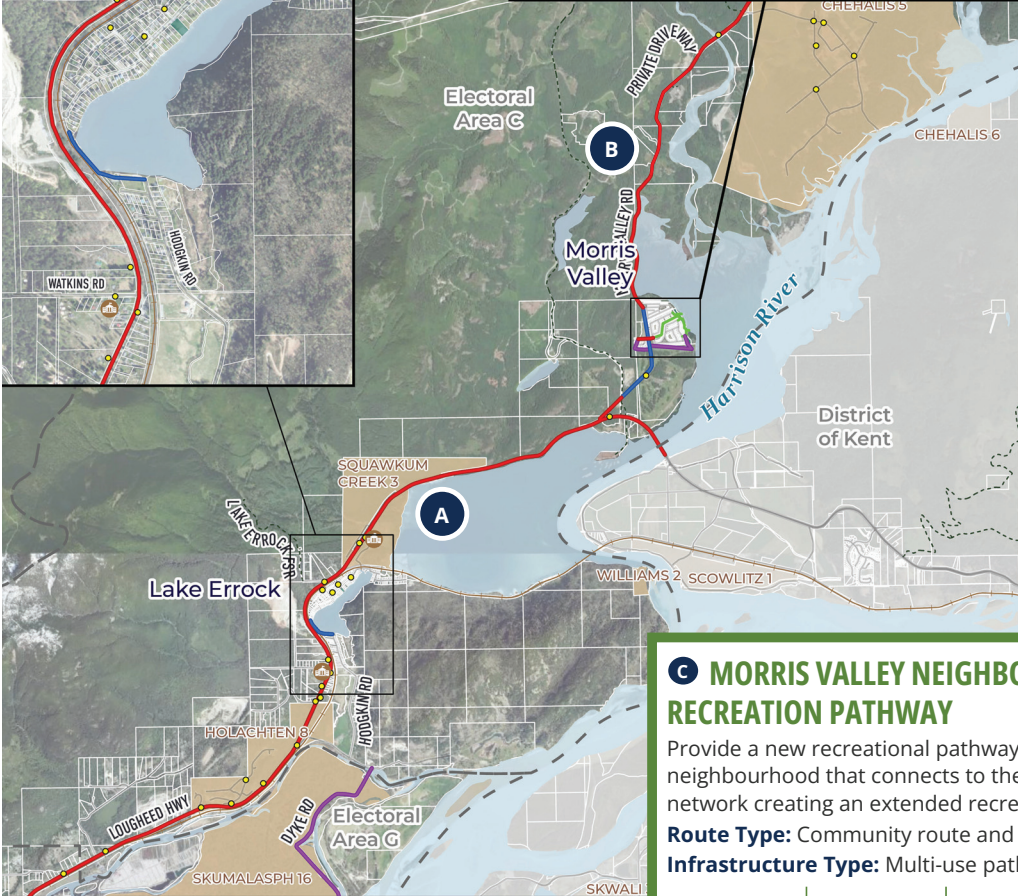 CHEHALIS 5
PRIVATE DRIVEWAY
Electoral
Area C
CHEHALIS 6
B
HODGKIN RD
WATKINS RD
Morris
Valley
ALLEY RD
Harrison River
District
of Kent
SQUAWKUM
CREEK 3
A
LAKE ERROCK FSR
WILLIAMS 2
SCOWLITZ 1
Lake Errock
HODGKIN RD
HOLACHTEN 8
LOUGHEED HWY
DYKE RD
Electoral
Area G
SKUMALASPH 16
SKWALI
C MORRIS VALLEY NEIGHBO
RECREATION PATHWAY
Provide a new recreational pathway
neighbourhood that connects to the
network creating an extended recre
Route Type: Community route and
Infrastructure Type: Multi-use pat